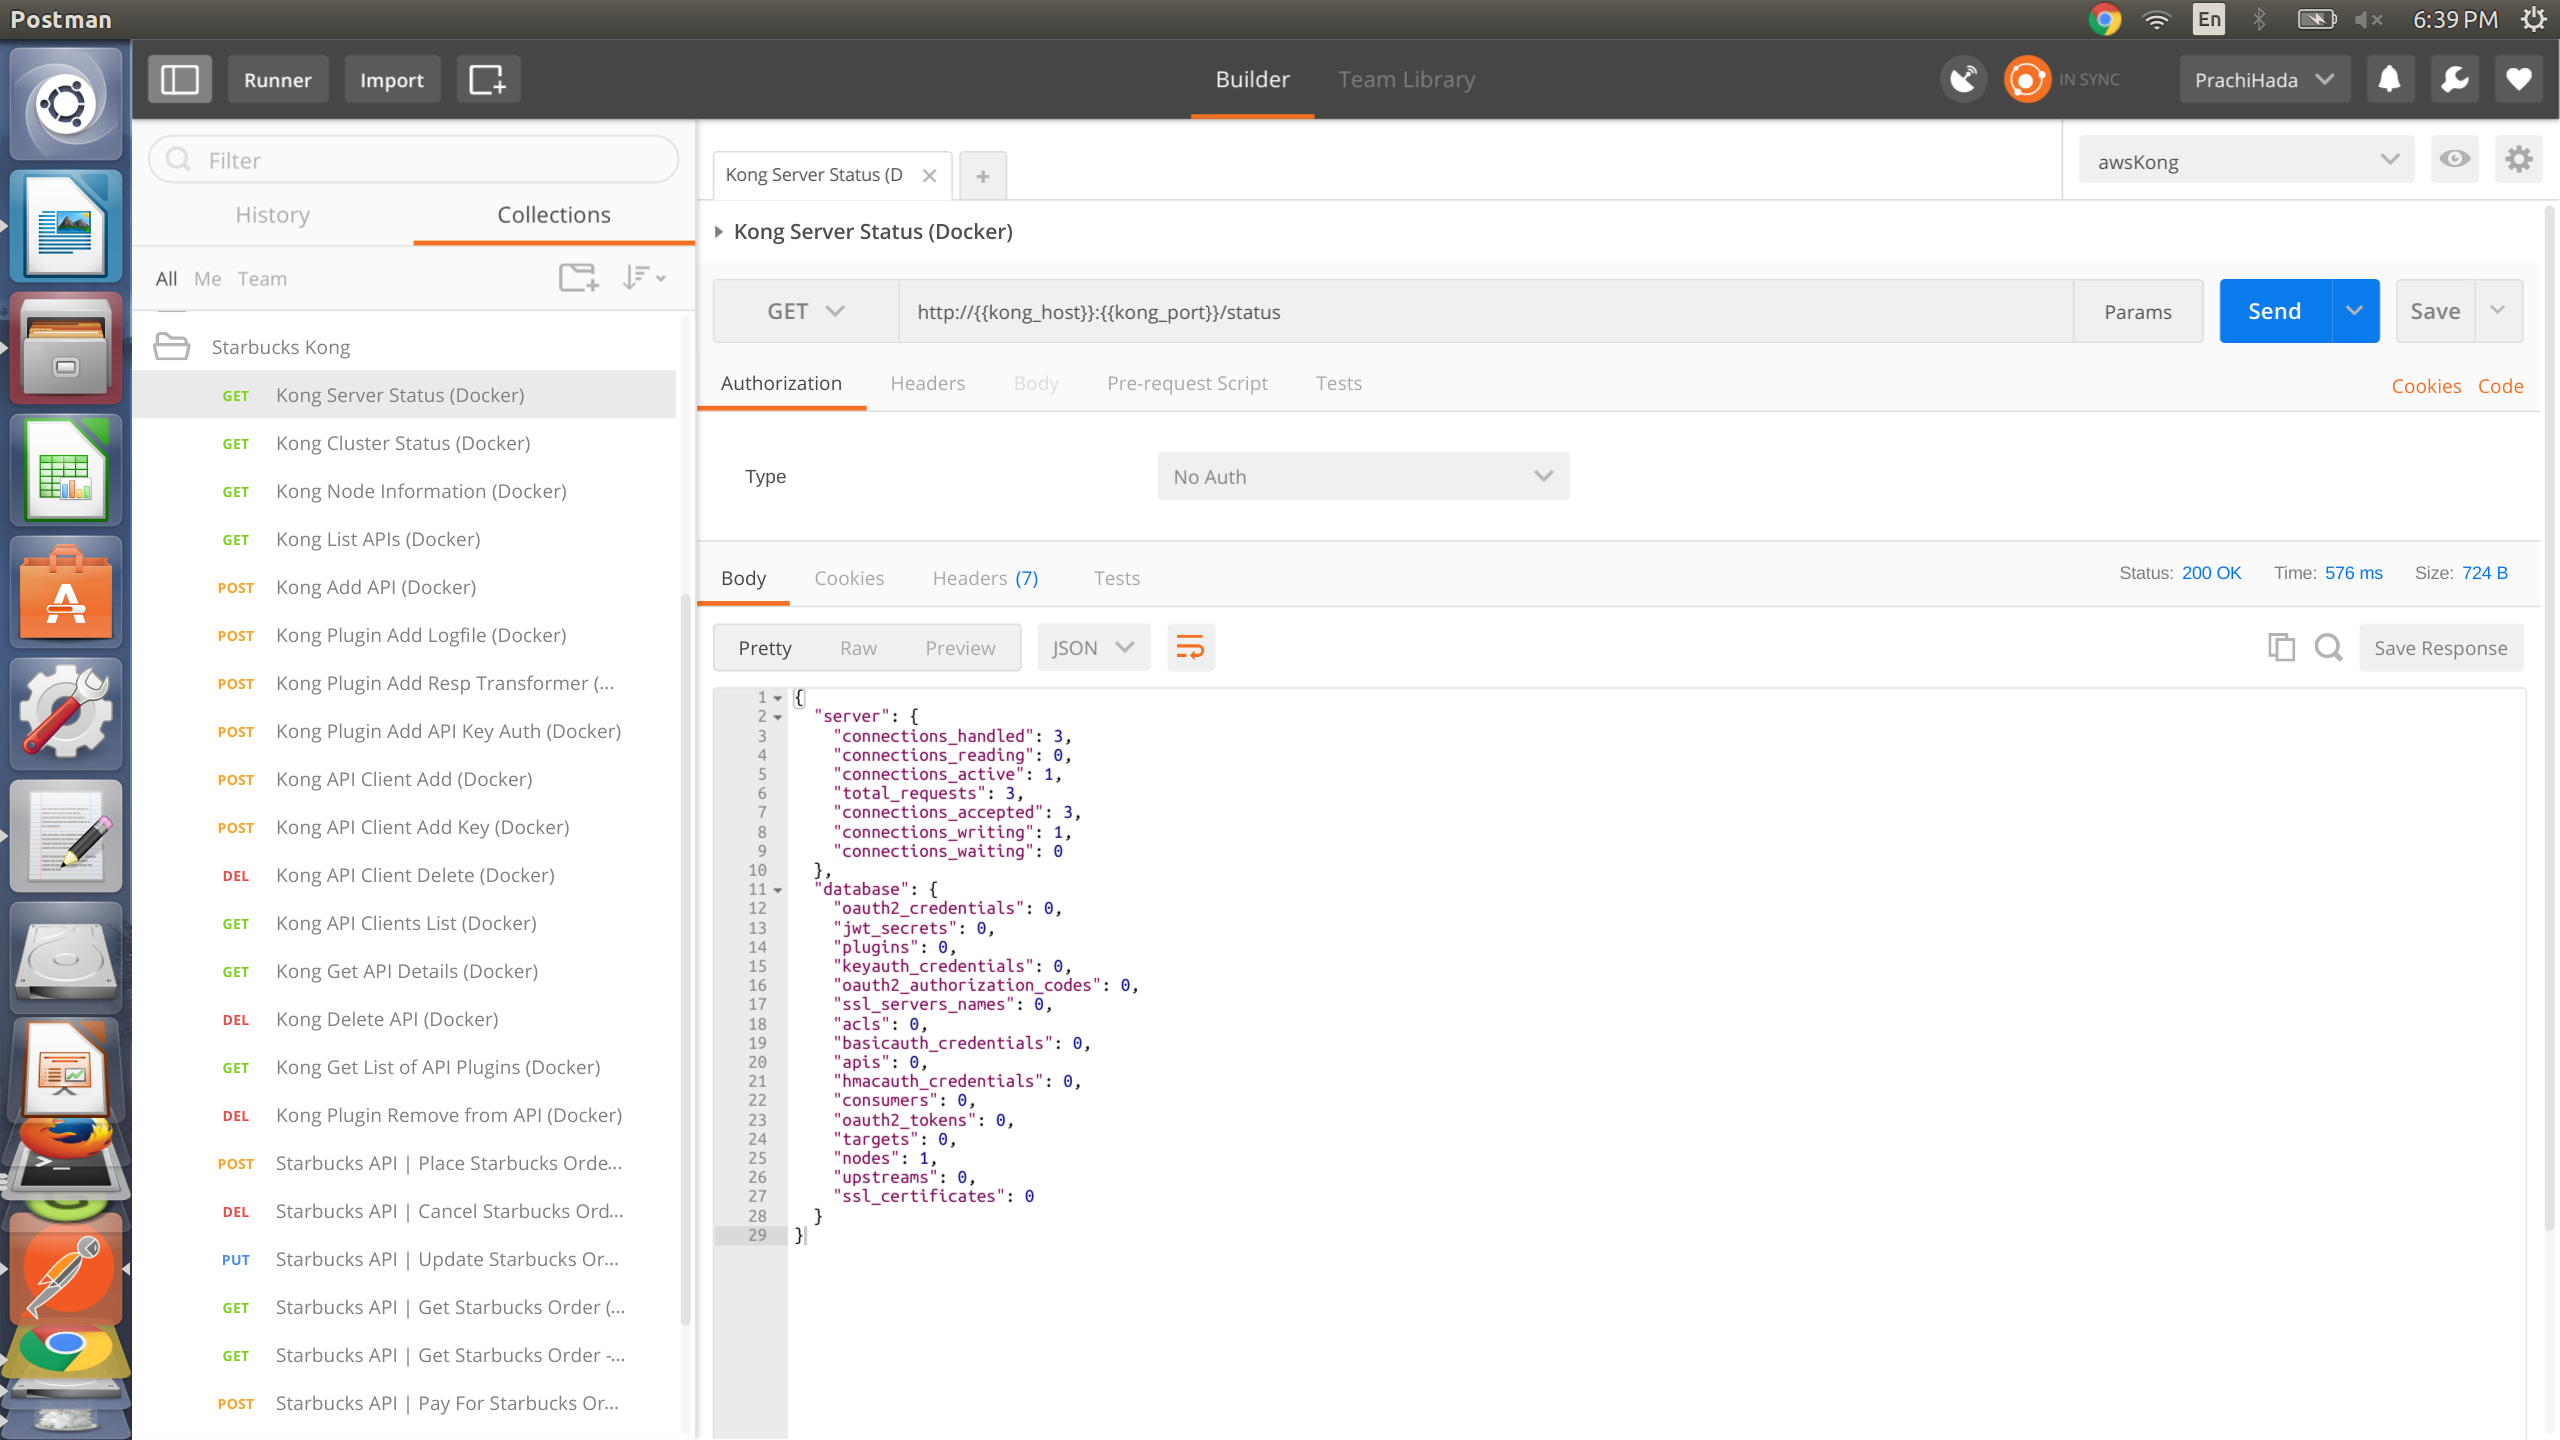 Postman
En
6:39 PM
Runner
Import
Builder
Team Library
IN SYNC
PrachiHada
Filter
History
Collections
All
Me
Team
Starbucks Kong
GET Kong Server Status (Docker)
GET Kong Cluster Status (Docker)
GET Kong Node Information (Docker)
GET Kong List APIs (Docker)
POST Kong Add API (Docker)
POST Kong Plugin Add Logfile (Docker)
POST Kong Plugin Add Resp Transformer (...
POST Kong Plugin Add API Key Auth (Docker)
POST Kong API Client Add (Docker)
POST Kong API Client Add Key (Docker)
DEL Kong API Client Delete (Docker)
GET Kong API Clients List (Docker)
GET Kong Get API Details (Docker)
DEL Kong Delete API (Docker)
GET Kong Get List of API Plugins (Docker)
DEL Kong Plugin Remove from API (Docker)
POST Starbucks API | Place Starbucks Orde...
DEL Starbucks API | Cancel Starbucks Ord...
PUT Starbucks API | Update Starbucks Or...
GET Starbucks API | Get Starbucks Order (...
GET Starbucks API | Get Starbucks Order -...
POST Starbucks API | Pay For Starbucks Or...
Kong Server Status (D
awsKong
Kong Server Status (Docker)
GET
http://{{kong_host}}:{{kong_port}}/status
Params
Send
Save
Authorization
Headers
Body
Pre-request Script
Tests
Cookies
Code
Type
No Auth
Body
Cookies
Headers (7)
Tests
Status: 200 OK
Time: 576 ms
Size: 724 B
Pretty
Raw
Preview
JSON
Save Response
1 {
2 "server": {
3 "connections_handled": 3,
4 "connections_reading": 0,
5 "connections_active": 1,
6 "total_requests": 3,
7 "connections_accepted": 3,
8 "connections_writing": 1,
9 "connections_waiting": 0
10 },
11 "database": {
12 "oauth2_credentials": 0,
13 "jwt_secrets": 0,
14 "plugins": 0,
15 "keyauth_credentials": 0,
16 "oauth2_authorization_codes": 0,
17 "ssl_servers_names": 0,
18 "acls": 0,
19 "basicauth_credentials": 0,
20 "apis": 0,
21 "hmacauth_credentials": 0,
22 "consumers": 0,
23 "oauth2_tokens": 0,
24 "targets": 0,
25 "nodes": 1,
26 "upstreams": 0,
27 "ssl_certificates": 0
28 }
29 }